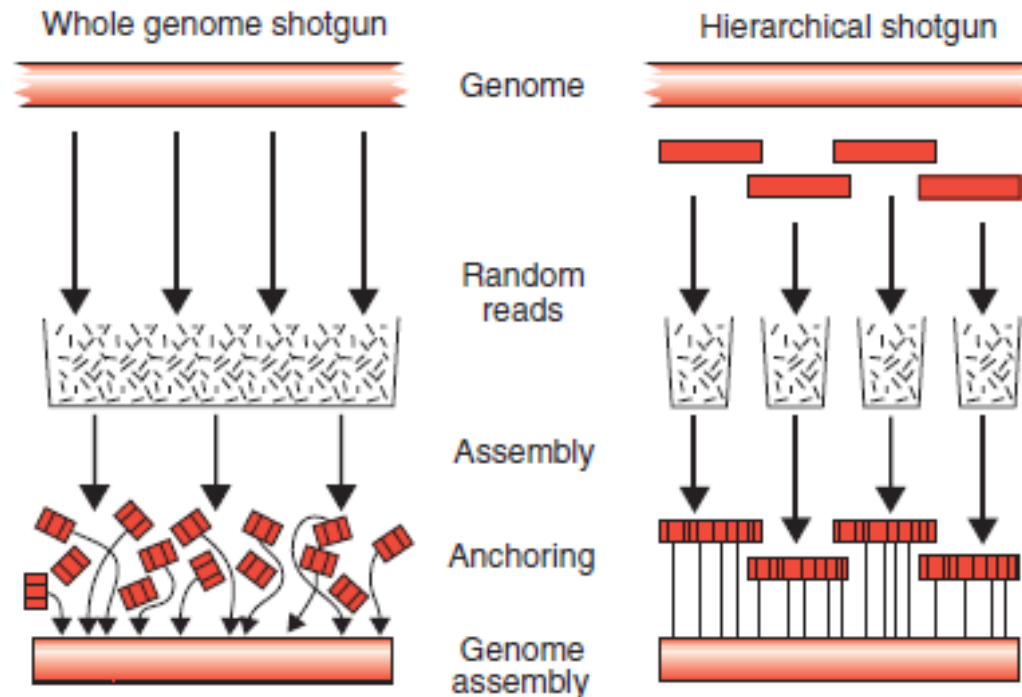 Whole genome shotgun
Hierarchical shotgun
Genome
Random
reads
Assembly
Anchoring
Genome
assembly